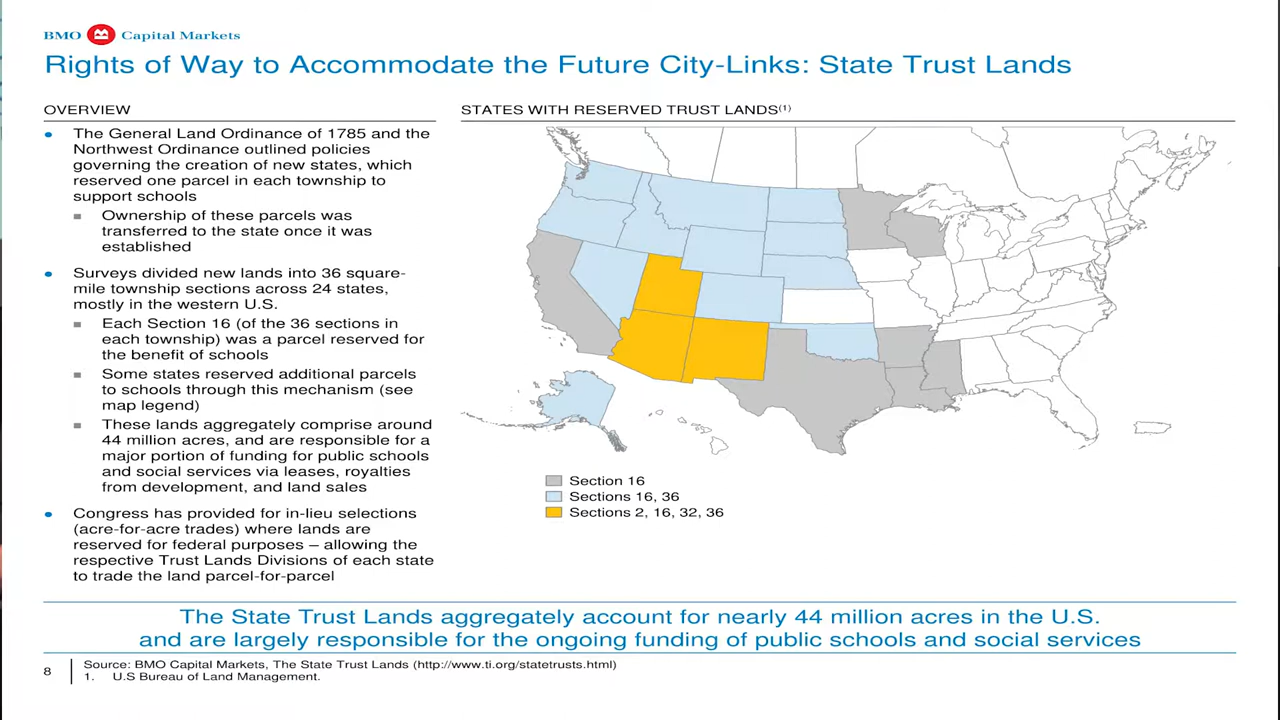 BMO Capital Markets
Rights of Way to Accommodate the Future City-Links: State Trust Lands
OVERVIEW
The General Land Ordinance of 1785 and the
Northwest Ordinance outlined policies
governing the creation of new states, which
reserved one parcel in each township to
support schools
Ownership of these parcels was
transferred to the state once it was
established
Surveys divided new lands into 36 square-
mile township sections across 24 states,
mostly in the western U.S.
Each Section 16 (of the 36 sections in
each township) was a parcel reserved for
the benefit of schools
Some states reserved additional parcels
to schools through this mechanism (see
map legend)
These lands aggregately comprise around
44 million acres, and are responsible for a
major portion of funding for public schools
and social services via leases, royalties
from development, and land sales
Congress has provided for in-lieu selections
(acre-for-acre trades) where lands are
reserved for federal purposes – allowing the
respective Trust Lands Divisions of each state
to trade the land parcel-for-parcel
STATES WITH RESERVED TRUST LANDS(1)
Section 16
Sections 16, 36
Sections 2, 16, 32, 36
The State Trust Lands aggregately account for nearly 44 million acres in the U.S.
and are largely responsible for the ongoing funding of public schools and social services
8
Source: BMO Capital Markets, The State Trust Lands (http://www.ti.org/statetrusts.html)
1. U.S Bureau of Land Management.